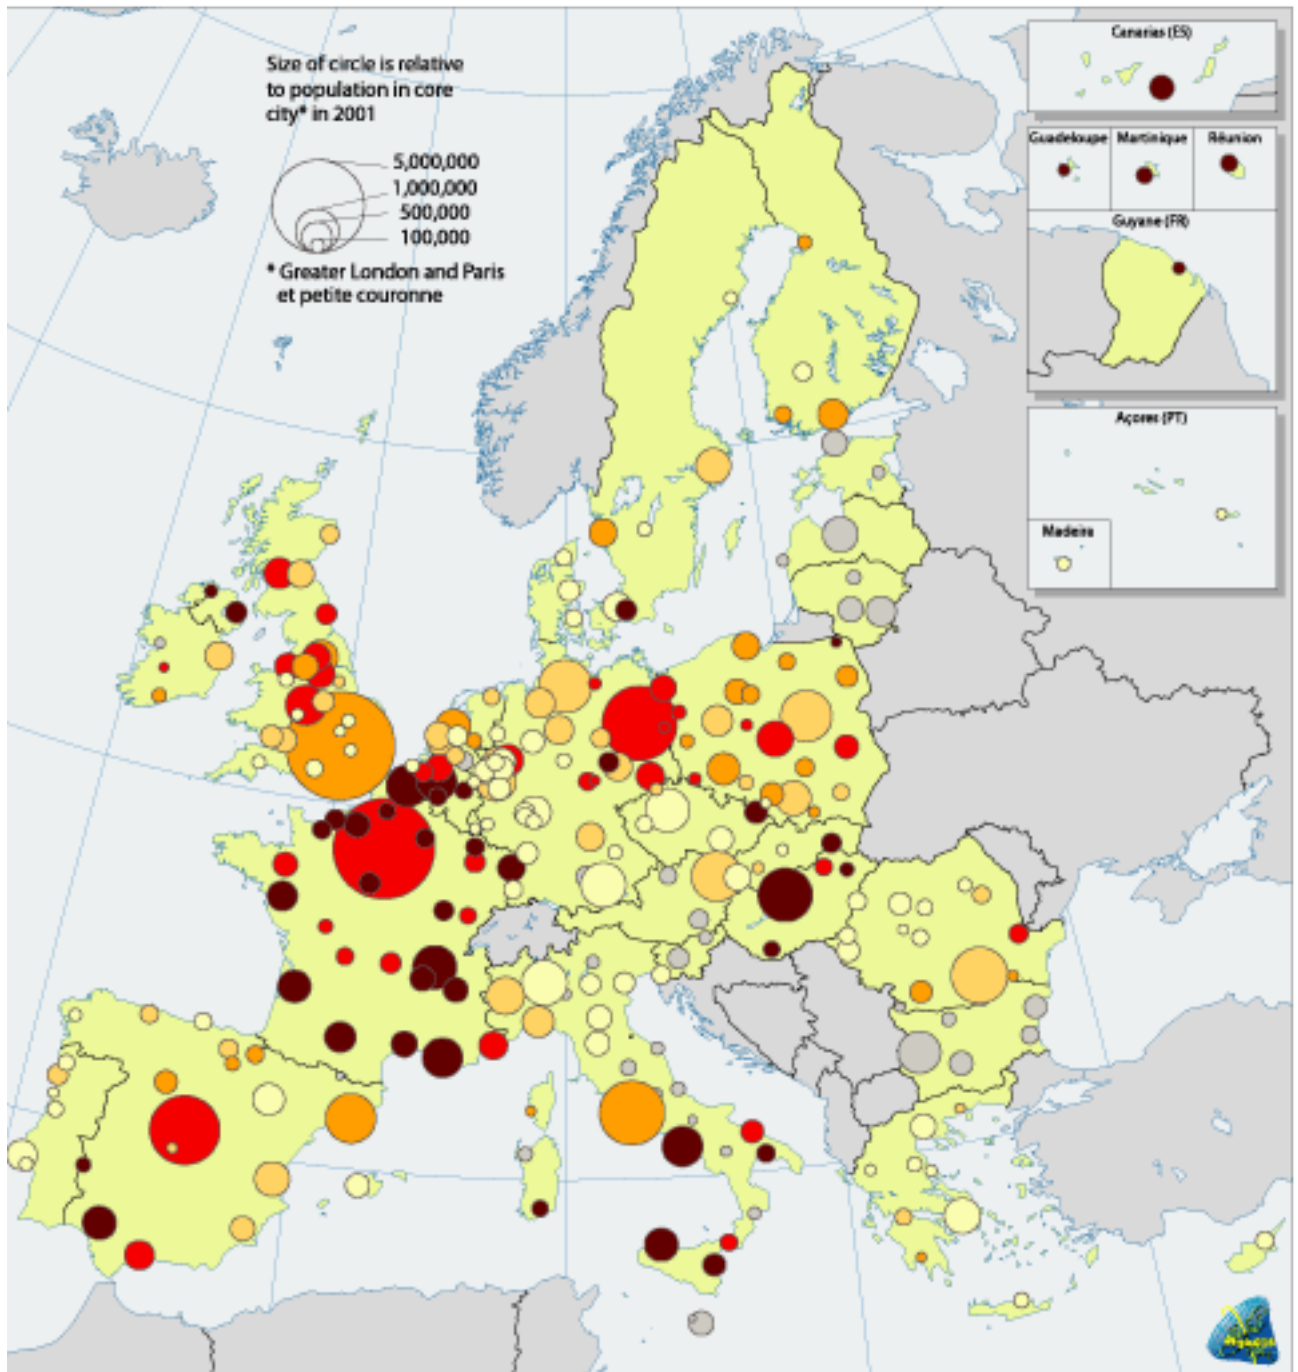 Size of circle is relative
to population in core
city* in 2001
5,000,000
1,000,000
500,000
100,000
* Greater London and Paris
et petite couronne
Canarias (ES)
Guadeloupe Martinique Réunion
Guyane (FR)
Açores (PT)
Madeira